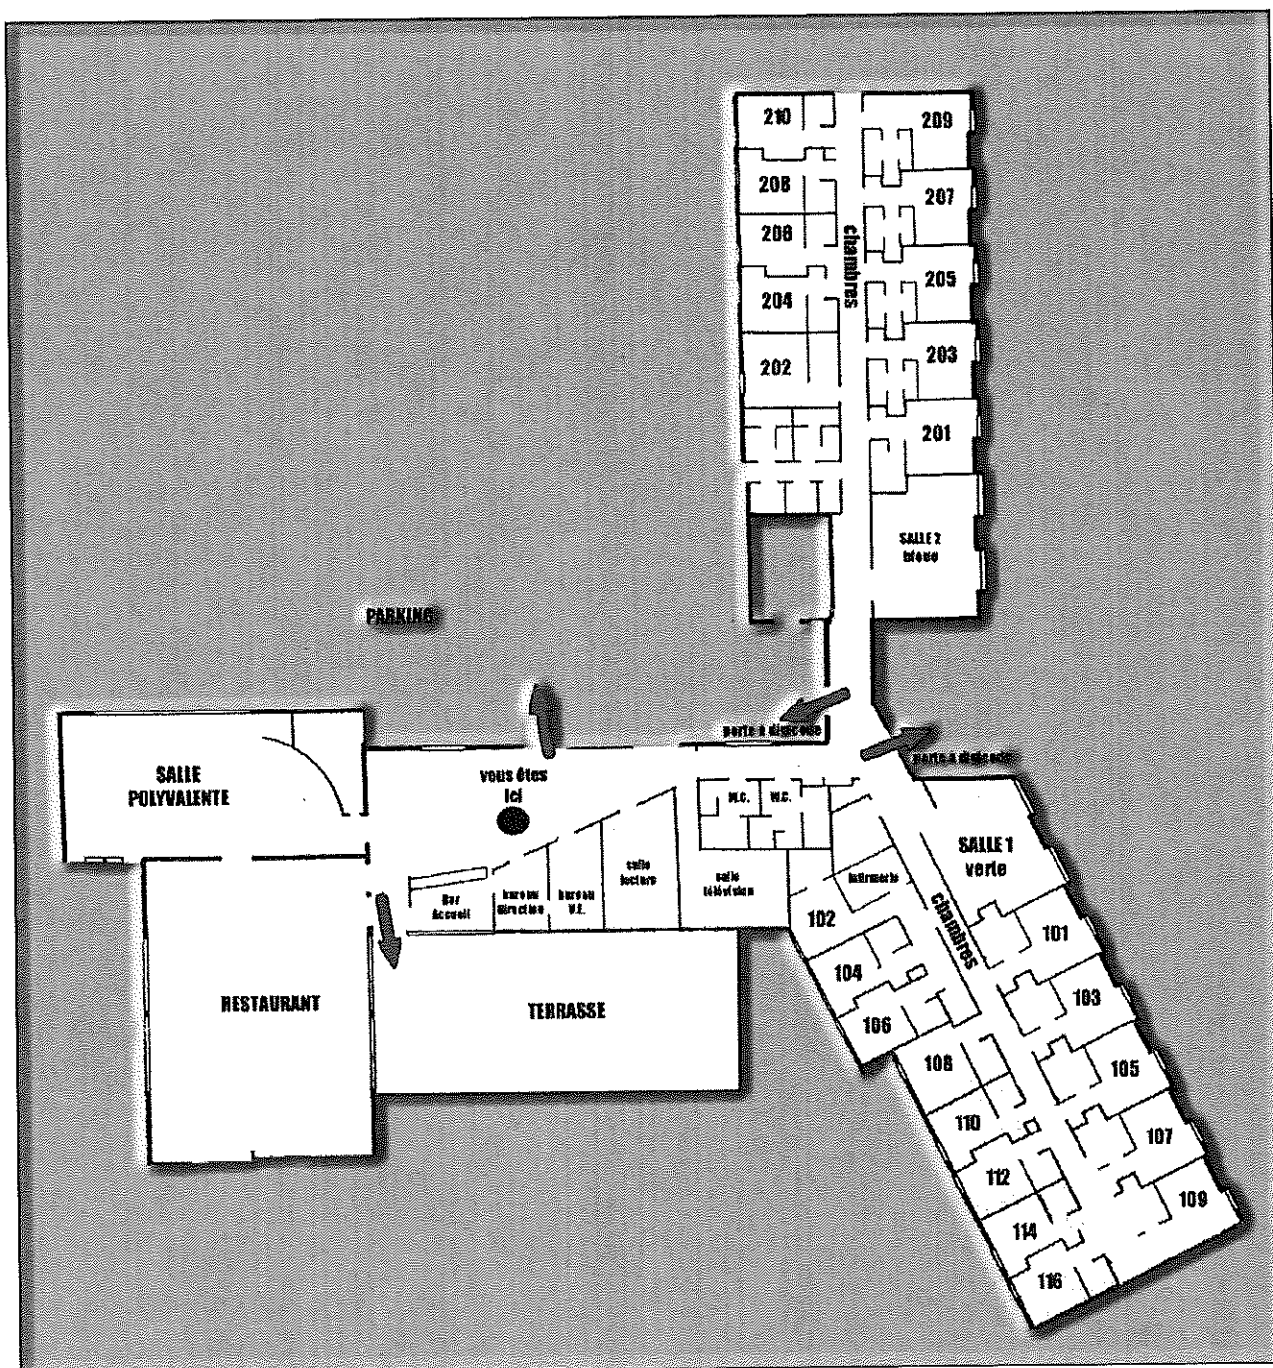 210
209
208
207
206
chambres
205
204
203
202
201
SALLE 2
bleue
PARKING
porte à digicode
porte à digicode
vous êtes
ici
SALLE
POLYVALENTE
W.C.
W.C.
SALLE 1
verte
salle
lecture
salle
télévision
infirmerie
Bar
Accueil
bureau
direction
bureau
V.E.
chambres
102
101
104
103
106
RESTAURANT
TERRASSE
108
105
110
107
112
109
114
116